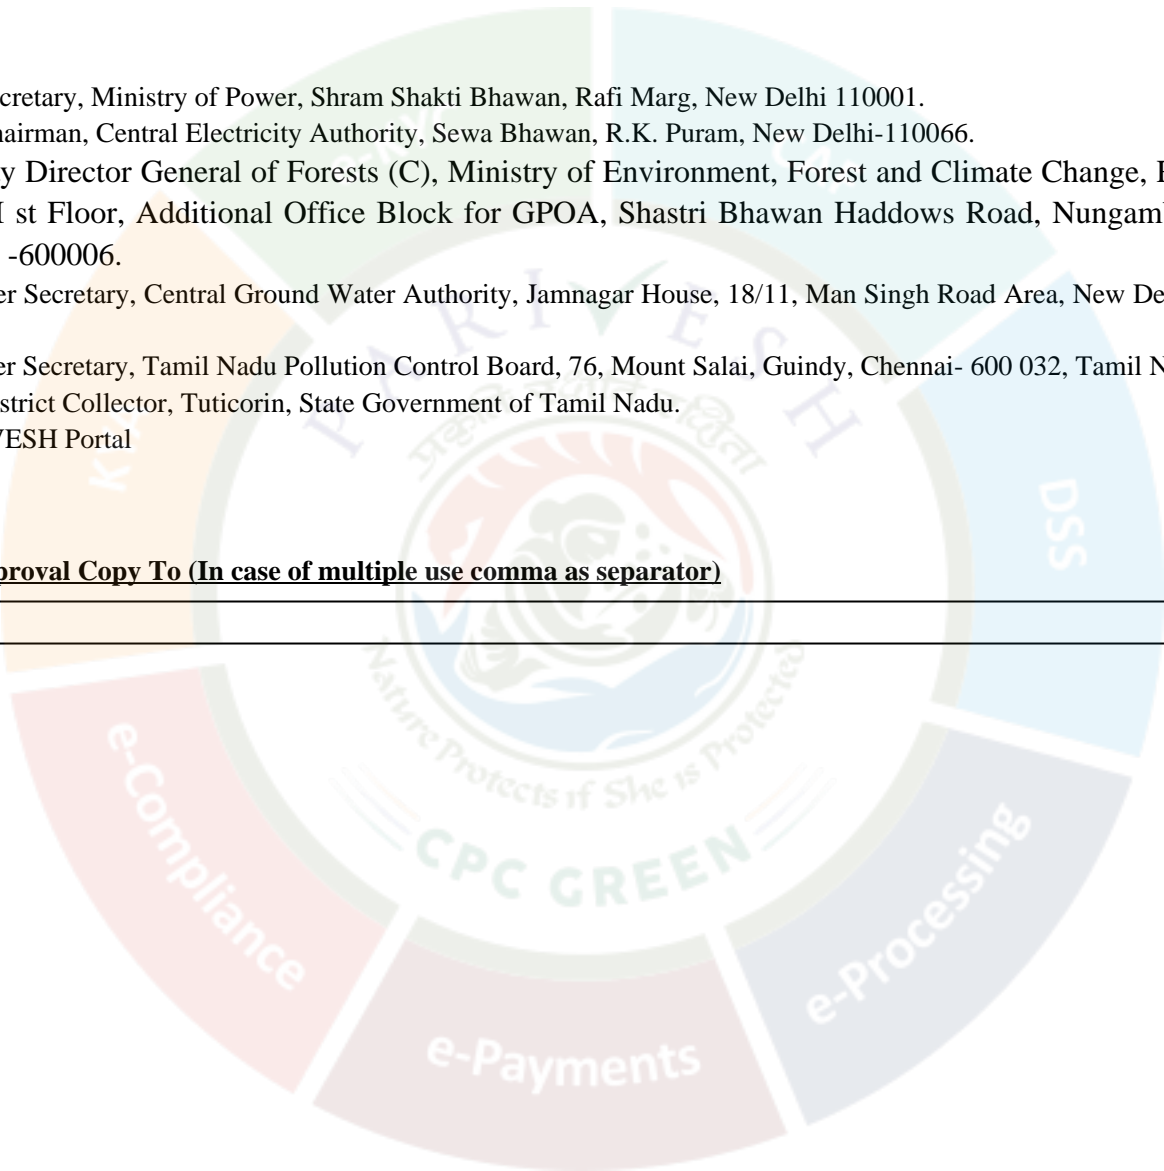 cretary, Ministry of Power, Shram Shakti Bhawan, Rafi Marg, New Delhi 110001.
hairman, Central Electricity Authority, Sewa Bhawan, R.K. Puram, New Delhi-110066.
y Director General of Forests (C), Ministry of Environment, Forest and Climate Change,
I st Floor, Additional Office Block for GPOA, Shastri Bhawan Haddows Road, Nungam
-600006.
er Secretary, Central Ground Water Authority, Jamnagar House, 18/11, Man Singh Road Area, New De
er Secretary, Tamil Nadu Pollution Control Board, 76, Mount Salai, Guindy, Chennai- 600 032, Tamil N
strict Collector, Tuticorin, State Government of Tamil Nadu.
VESH Portal
proval Copy To (In case of multiple use comma as separator)
PARIVESH
प्रकृतिः रक्षति रक्षिता
Nature Protects if She is Protected
CPC GREEN
KYA
DSS
e-Compliance
e-Payments
e-Processing